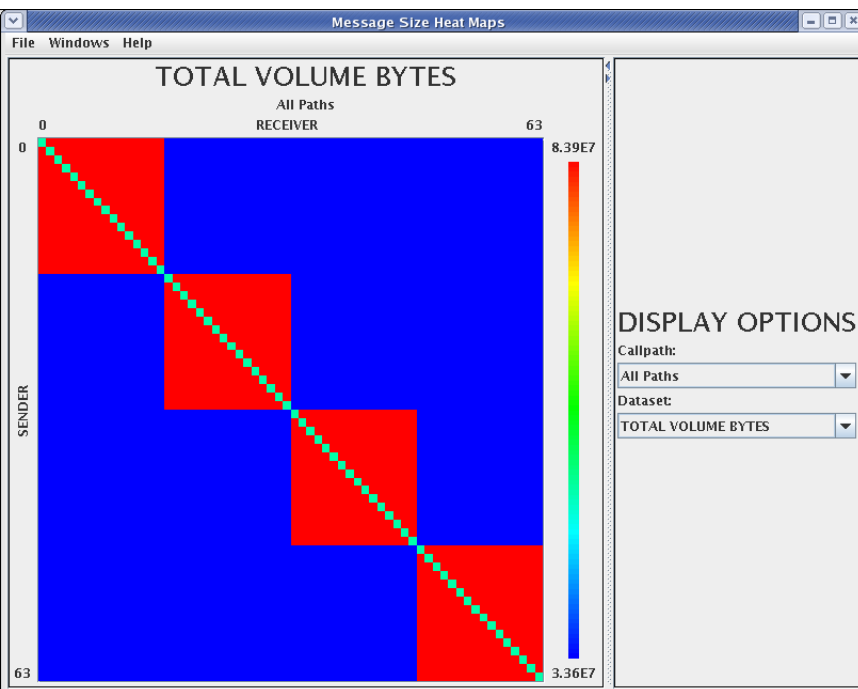 Message Size Heat Maps
File Windows Help
TOTAL VOLUME BYTES
All Paths
0 RECEIVER 63
0
8.39E7
SENDER
63
3.36E7
DISPLAY OPTIONS
Callpath:
All Paths
Dataset:
TOTAL VOLUME BYTES